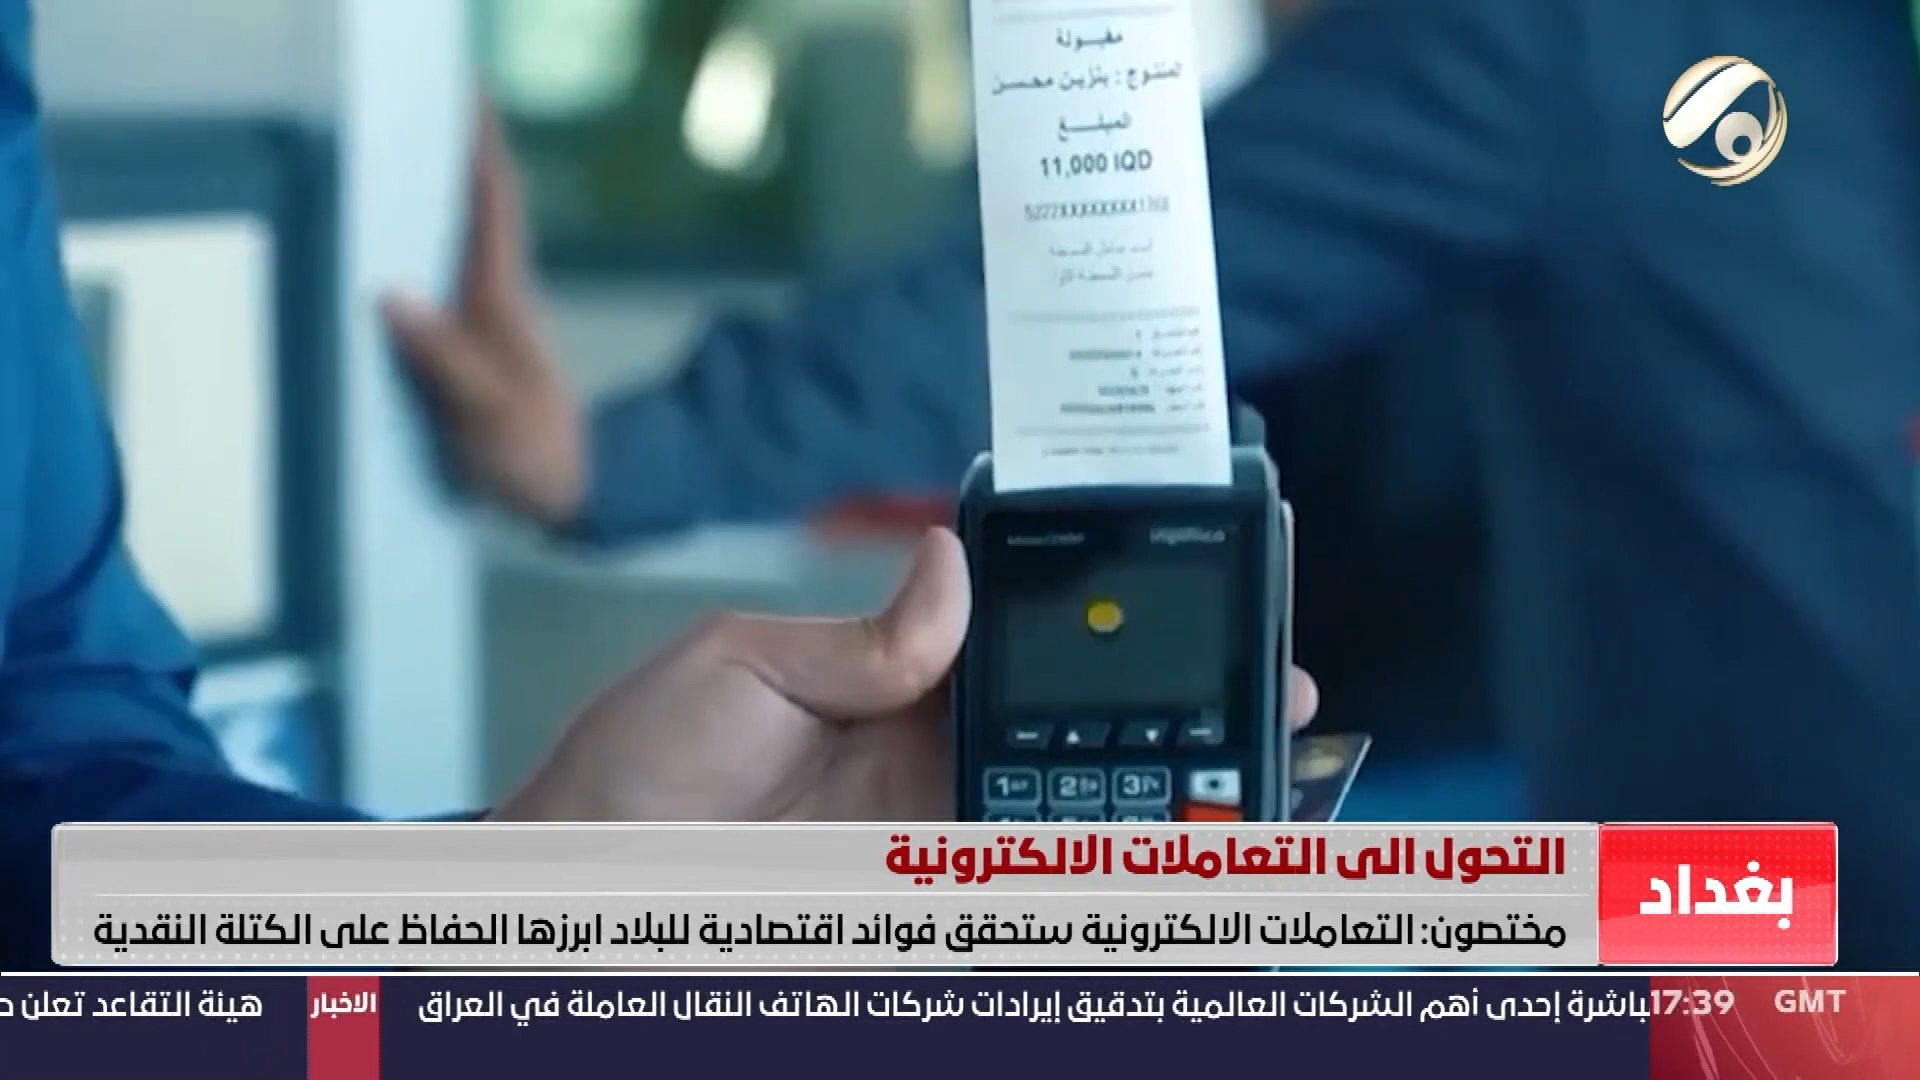 مقبولة
المنتوج : بنزين محسن
المبلـــغ
11,000 IQD
ingenico
1
2
3
التحول الى التعاملات الالكترونية
بغداد
مختصون: التعاملات الالكترونية ستحقق فوائد اقتصادية للبلاد ابرزها الحفاظ على الكتلة النقدية
GMT 17:39
باشرة إحدى أهم الشركات العالمية بتدقيق إيرادات شركات الهاتف النقال العاملة في العراق
الاخبار
هيئة التقاعد تعلن